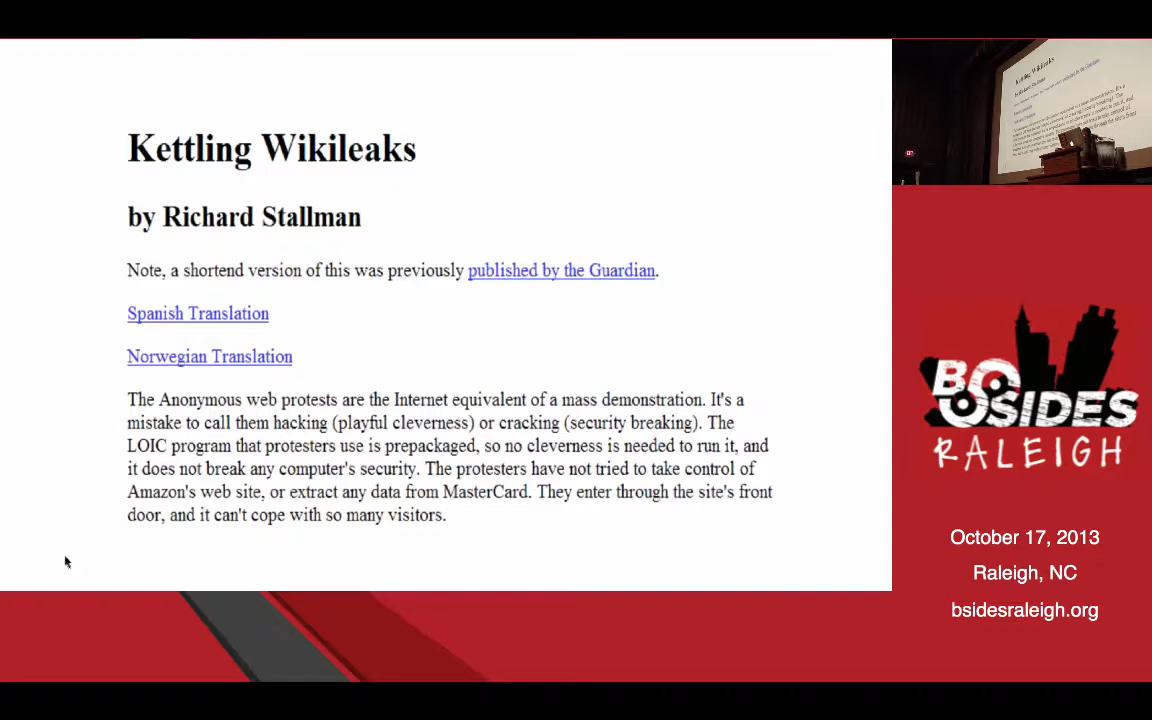 Kettling Wikileaks
by Richard Stallman
Note, a shortend version of this was previously published by the Guardian.
Spanish Translation
Norwegian Translation
The Anonymous web protests are the Internet equivalent of a mass demonstration. It's a
mistake to call them hacking (playful cleverness) or cracking (security breaking). The
LOIC program that protesters use is prepackaged, so no cleverness is needed to run it, and
it does not break any computer's security. The protesters have not tried to take control of
Amazon's web site, or extract any data from MasterCard. They enter through the site's front
door, and it can't cope with so many visitors.
Kettling Wikileaks
by Richard Stallman
BSIDES
RALEIGH
October 17, 2013
Raleigh, NC
bsidesraleigh.org